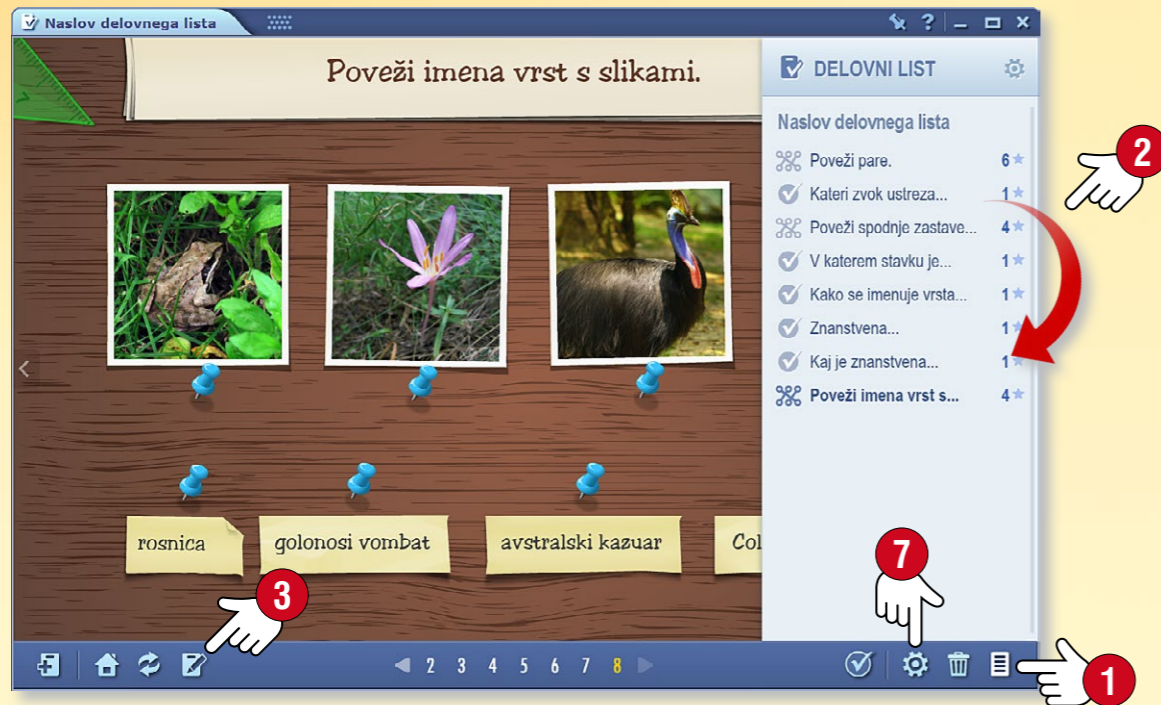 Naslov delovnega lista
?
Poveži imena vrst s slikami.
DELOVNI LIST
Naslov delovnega lista
Poveži pare. 6
Kateri zvok ustreza... 1
Poveži spodnje zastave... 4
V katerem stavku je... 1
Kako se imenuje vrsta... 1
Znanstvena... 1
Kaj je znanstvena... 1
Poveži imena vrst s... 4
2
rosnica
golonosi vombat
avstralski kazuar
Col
7
3
2 3 4 5 6 7 8
1